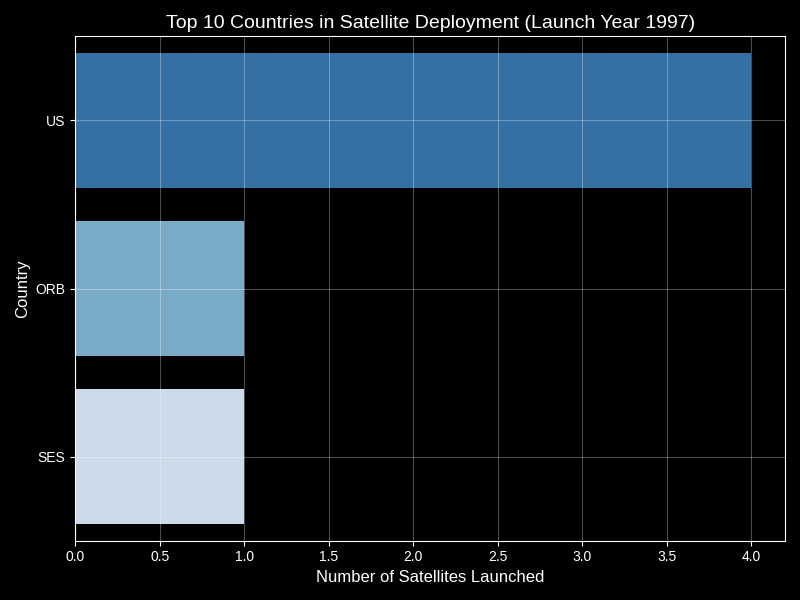 Top 10 Countries in Satellite Deployment (Launch Year 1997)
US
ORB
SES
Country
0.0 0.5 1.0 1.5 2.0 2.5 3.0 3.5 4.0
Number of Satellites Launched